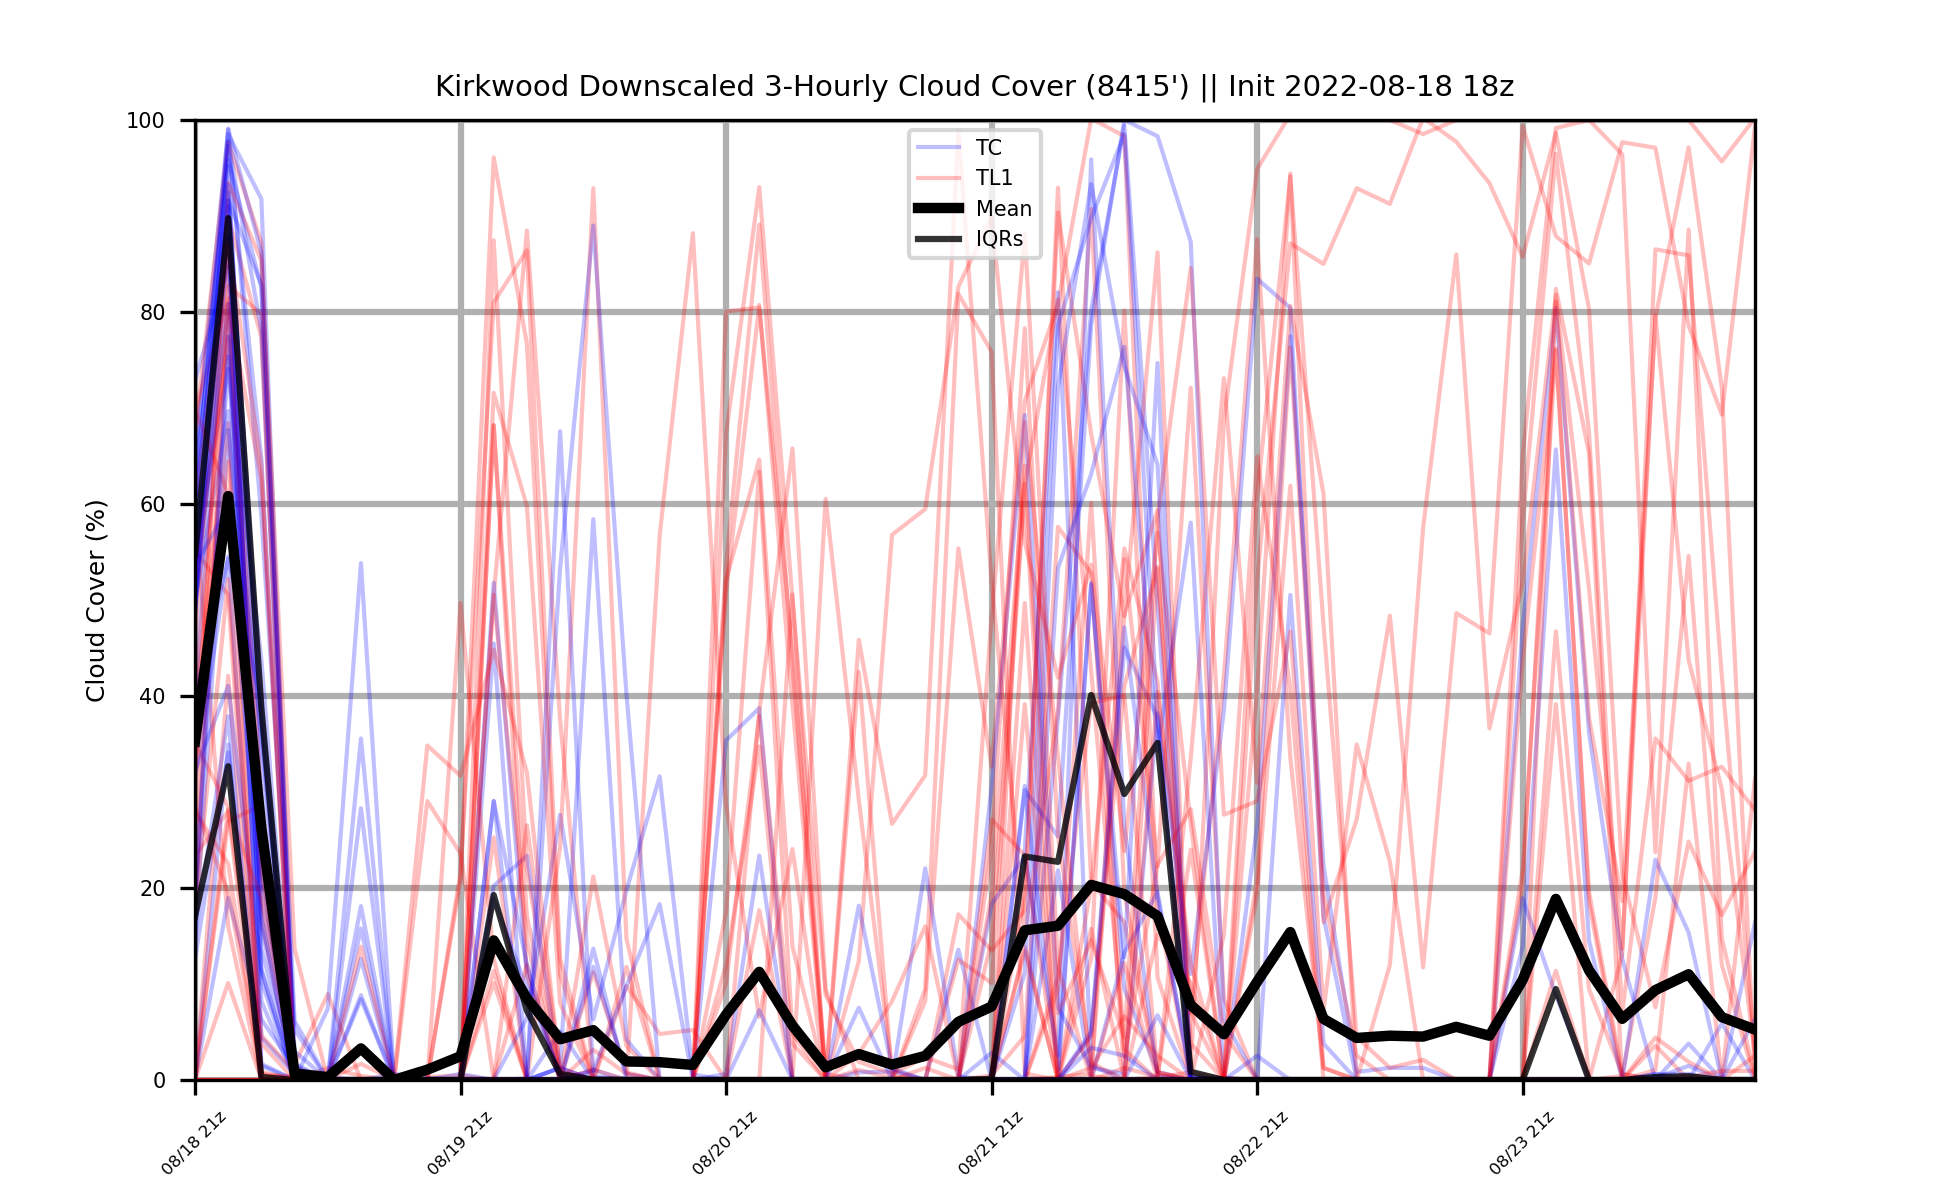 Kirkwood Downscaled 3-Hourly Cloud Cover (8415') || Init 2022-08-18 18z
TC
TL1
Mean
IQRs
Cloud Cover (%)
100
80
60
40
20
0
08/18 21z
08/19 21z
08/20 21z
08/21 21z
08/22 21z
08/23 21z